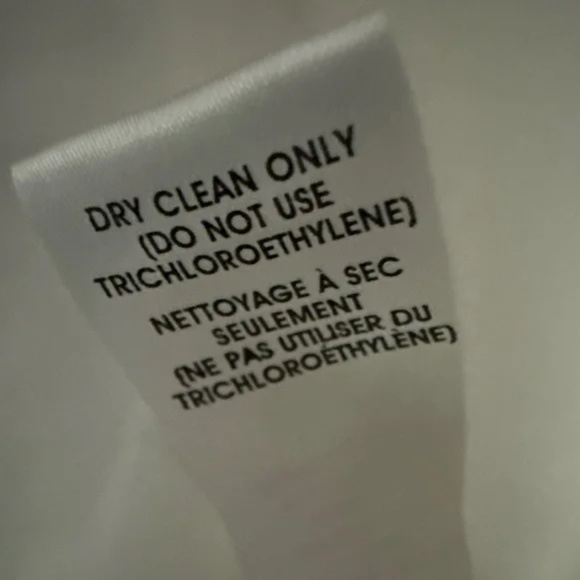 DRY CLEAN ONLY
(DO NOT USE
TRICHLOROETHYLENE)
NETTOYAGE À SEC
SEULEMENT
(NE PAS UTILISER DU
TRICHLOROÉTHYLÈNE)